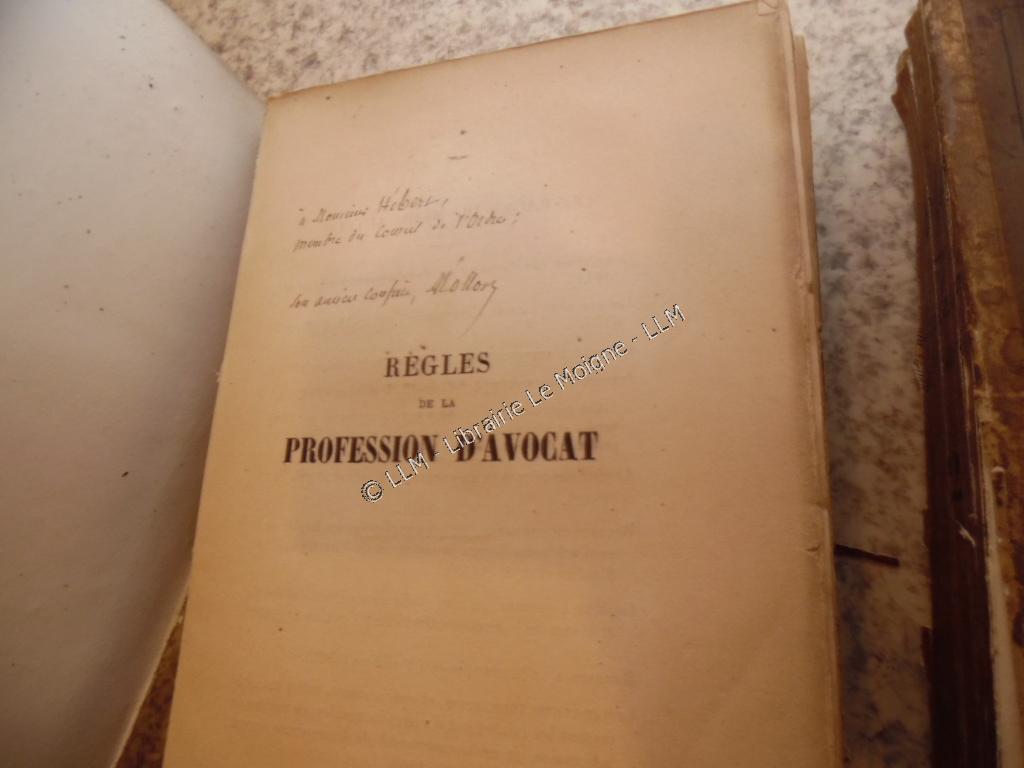 à Monsieur Hébert,
membre du Conseil de l'Ordre,
son ancien confrère, Mollot
RÈGLES
DE LA
PROFESSION D'AVOCAT
© LLM - Librairie Le Moigne - LLM